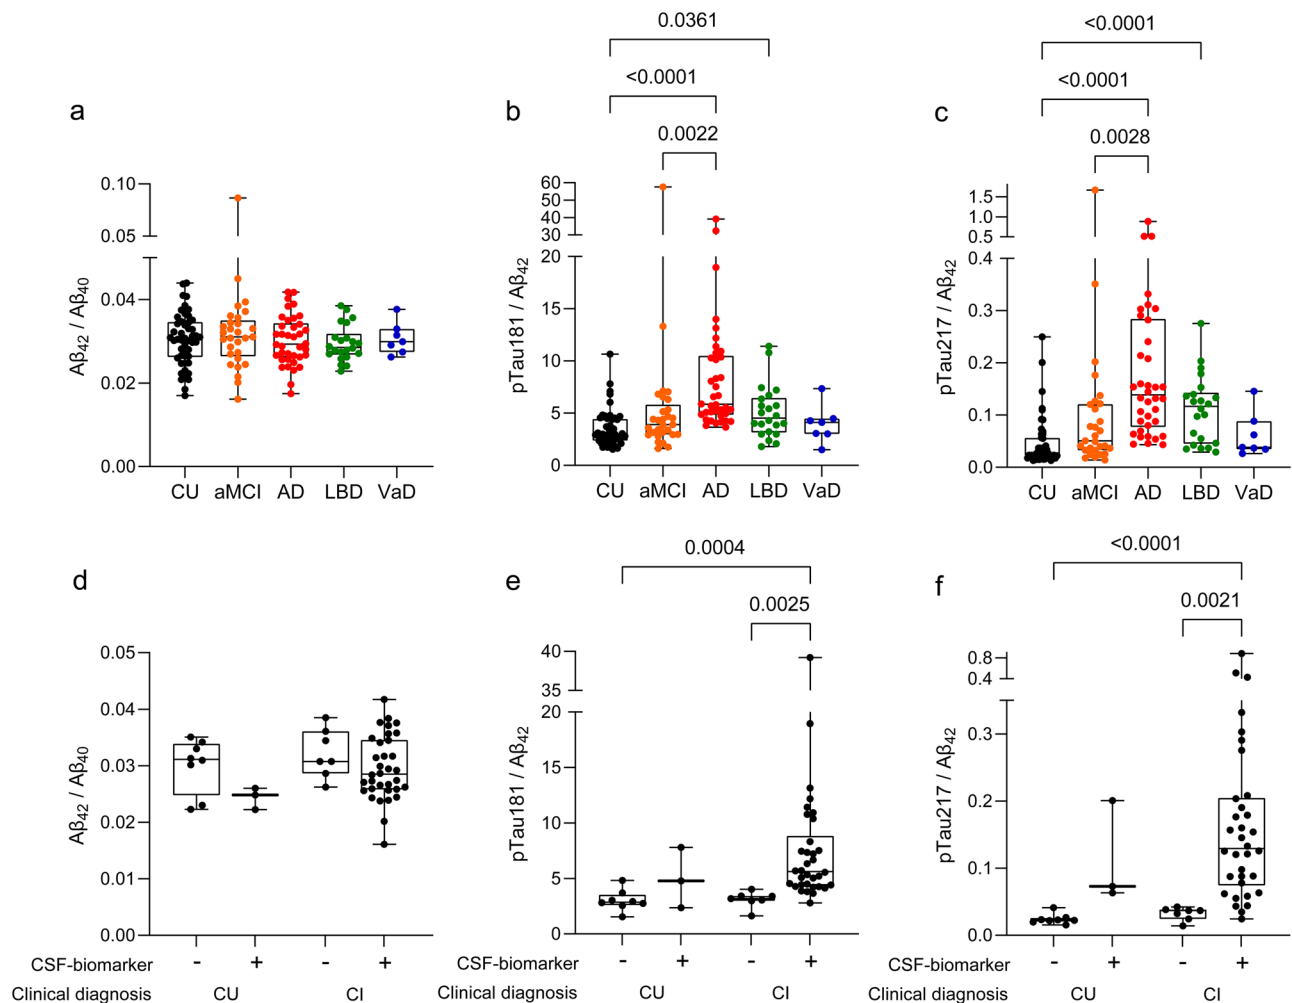 a
0.10
0.05
0.04
0.02
0.00
Aβ42 / Aβ40
CU aMCI AD LBD VaD
b
0.0361
<0.0001
0.0022
60
50
40
30
20
15
10
5
0
pTau181 / Aβ42
CU aMCI AD LBD VaD
c
<0.0001
<0.0001
0.0028
1.5
1.0
0.5
0.4
0.3
0.2
0.1
0.0
pTau217 / Aβ42
CU aMCI AD LBD VaD
d
0.05
0.04
0.03
0.02
0.01
0.00
Aβ42 / Aβ40
CSF-biomarker - + - +
Clinical diagnosis CU CI
e
0.0004
0.0025
40
35
20
15
10
5
0
pTau181 / Aβ42
CSF-biomarker - + - +
Clinical diagnosis CU CI
f
<0.0001
0.0021
0.8
0.4
0.3
0.2
0.1
0.0
pTau217 / Aβ42
CSF-biomarker - + - +
Clinical diagnosis CU CI